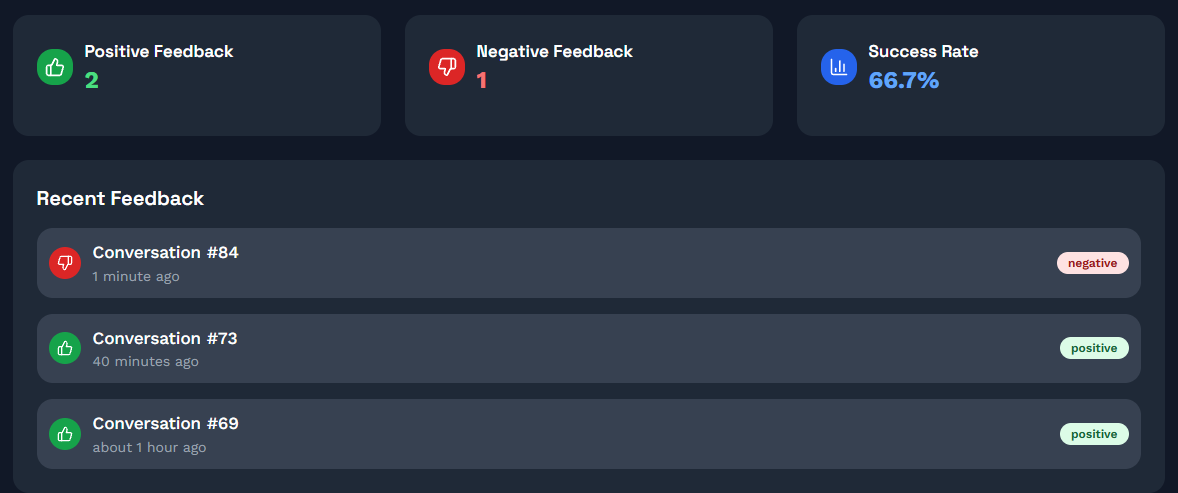 Positive Feedback
2
Negative Feedback
1
Success Rate
66.7%
Recent Feedback
Conversation #84
1 minute ago
negative
Conversation #73
40 minutes ago
positive
Conversation #69
about 1 hour ago
positive